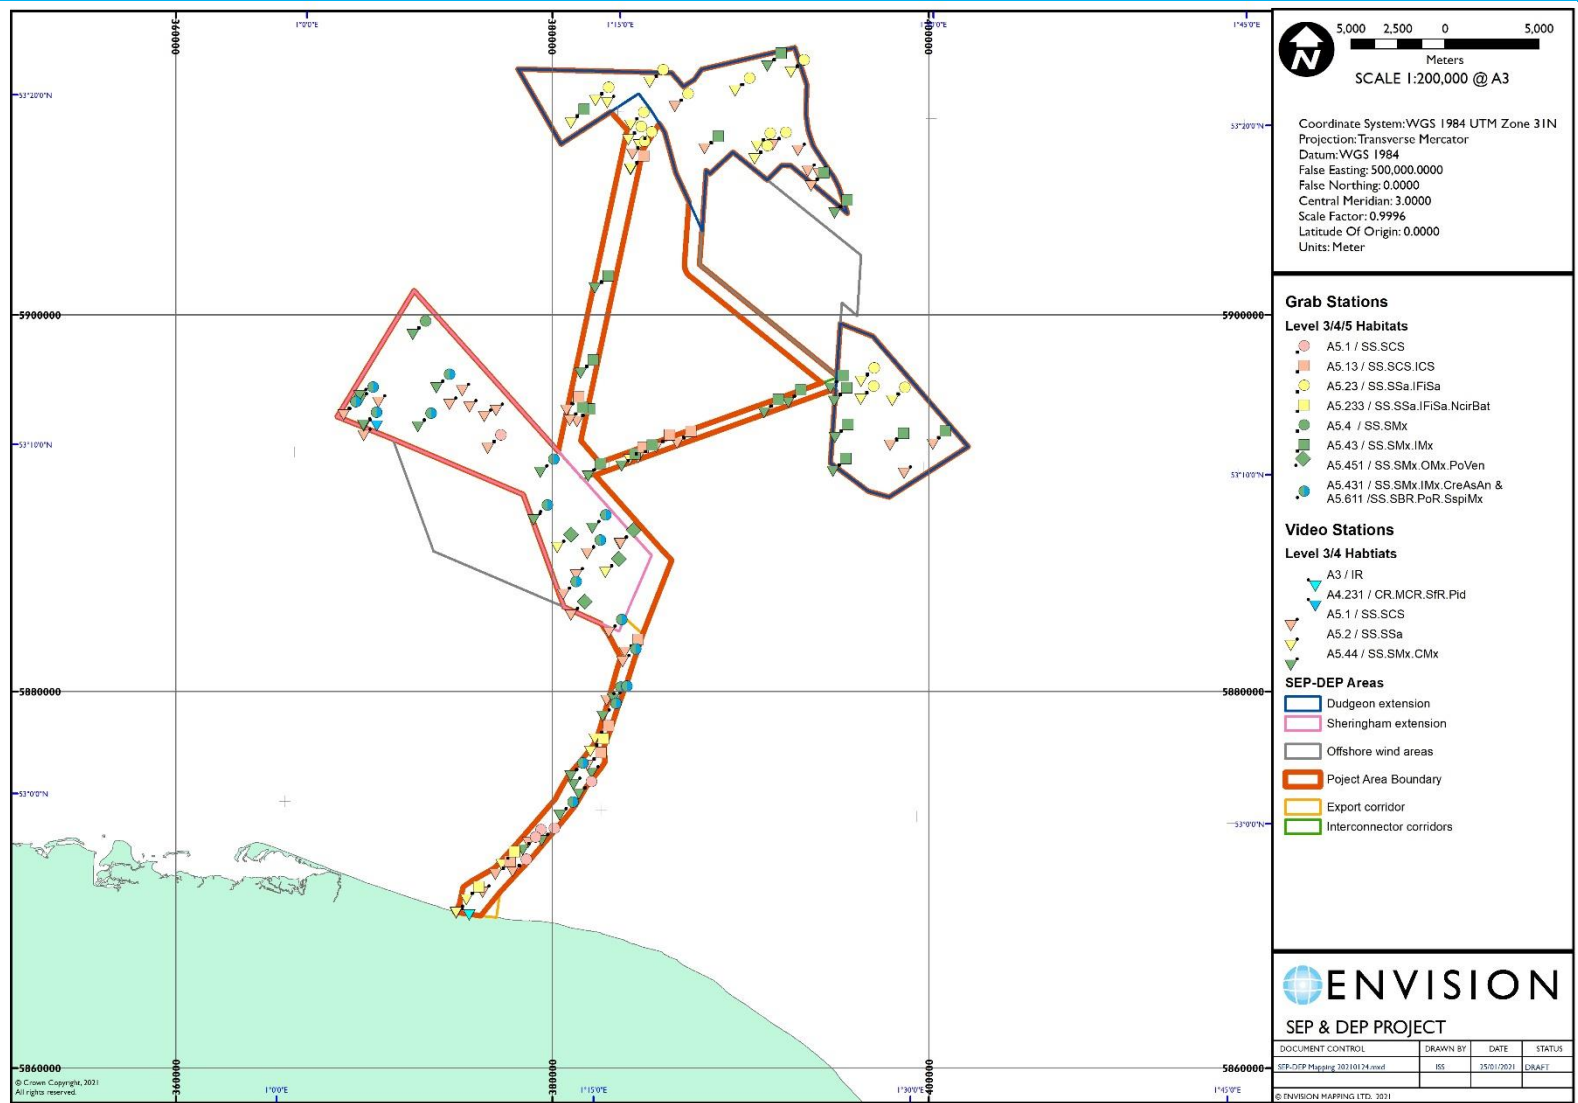 1°0'0"E
1°15'0"E
1°45'0"E
360000
380000
400000
53°20'0"N
53°20'0"N
5900000
5900000
53°10'0"N
53°10'0"N
5880000
5880000
53°0'0"N
53°0'0"N
5860000
5860000
360000
380000
400000
1°0'0"E
1°15'0"E
1°30'0"E
1°45'0"E
© Crown Copyright, 2021
All rights reserved.
N
5,000 2,500 0 5,000
Meters
SCALE 1:200,000 @ A3
Coordinate System: WGS 1984 UTM Zone 31N
Projection: Transverse Mercator
Datum: WGS 1984
False Easting: 500,000.0000
False Northing: 0.0000
Central Meridian: 3.0000
Scale Factor: 0.9996
Latitude Of Origin: 0.0000
Units: Meter
Grab Stations
Level 3/4/5 Habitats
A5.1 / SS.SCS
A5.13 / SS.SCS.ICS
A5.23 / SS.SSa.IFiSa
A5.233 / SS.SSa.IFiSa.NcirBat
A5.4 / SS.SMx
A5.43 / SS.SMx.IMx
A5.451 / SS.SMx.OMx.PoVen
A5.431 / SS.SMx.IMx.CreAsAn &
A5.611 /SS.SBR.PoR.SspiMx
Video Stations
Level 3/4 Habtiats
A3 / IR
A4.231 / CR.MCR.SfR.Pid
A5.1 / SS.SCS
A5.2 / SS.SSa
A5.44 / SS.SMx.CMx
SEP-DEP Areas
Dudgeon extension
Sheringham extension
Offshore wind areas
Poject Area Boundary
Export corridor
Interconnector corridors
ENVISION
SEP & DEP PROJECT
DOCUMENT CONTROL DRAWN BY DATE STATUS
SEP-DEP Mapping 20210124.mxd ISS 25/01/2021 DRAFT
© ENVISION MAPPING LTD. 2021